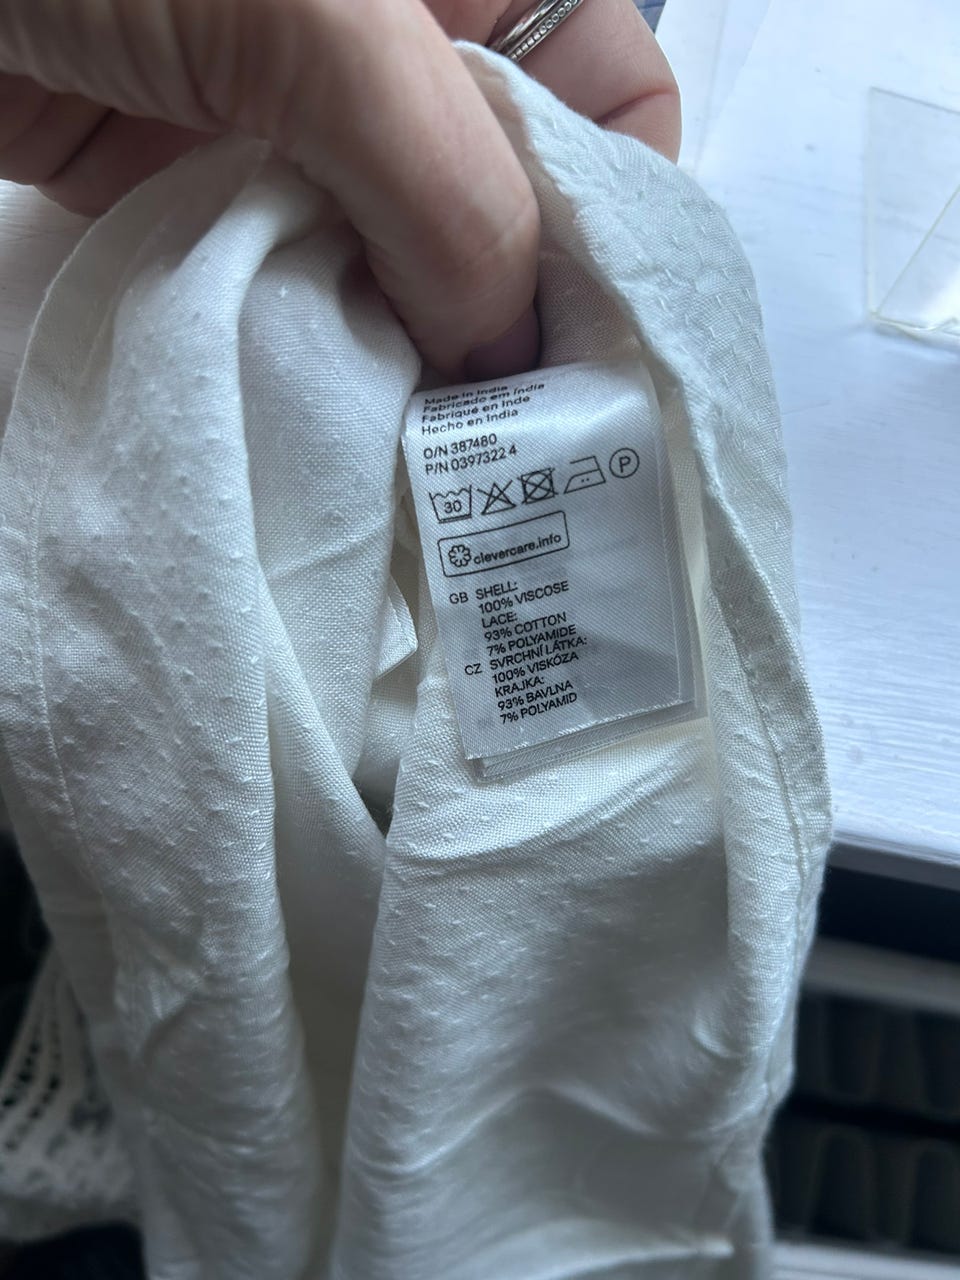 Made in India
Fabricado em Índia
Fabriqué en Inde
Hecho en India
O/N 387480
P/N 0397322 4
30
P
clevercare.info
GB SHELL:
100% VISCOSE
LACE:
93% COTTON
7% POLYAMIDE
CZ SVRCHNÍ LÁTKA:
100% VISKÓZA
KRAJKA:
93% BAVLNA
7% POLYAMID